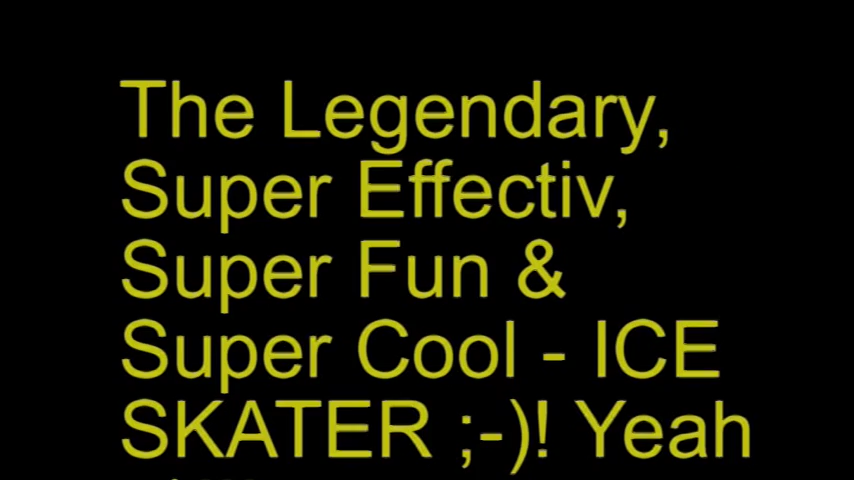 The Legendary,
Super Effectiv,
Super Fun &
Super Cool - ICE
SKATER ;-)! Yeah